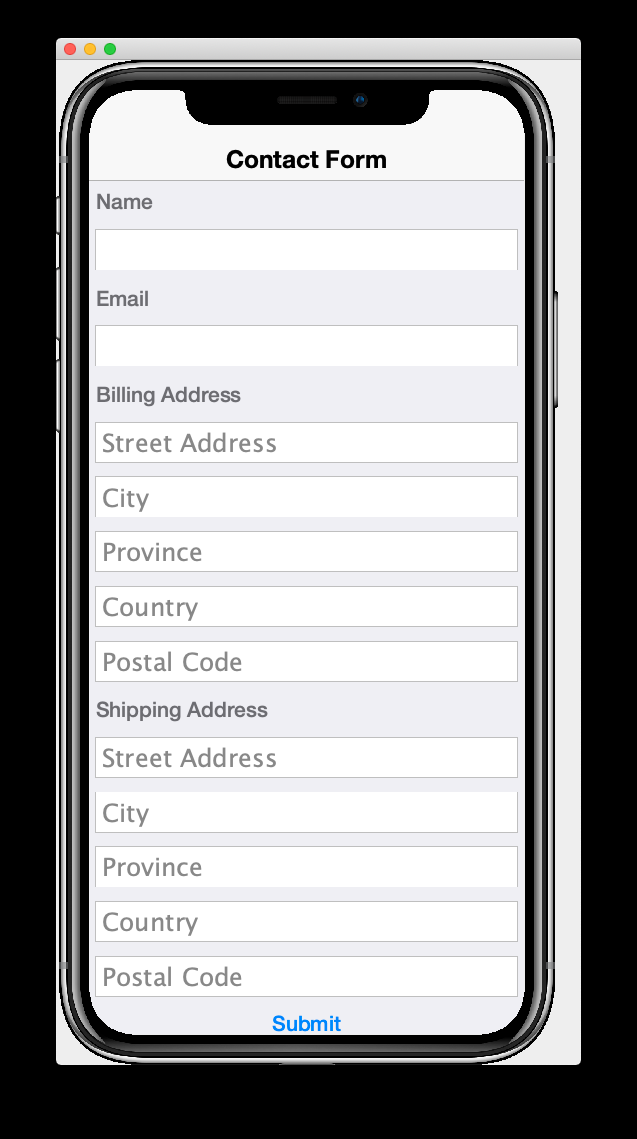 Contact Form
Name
Email
Billing Address
Street Address
City
Province
Country
Postal Code
Shipping Address
Street Address
City
Province
Country
Postal Code
Submit